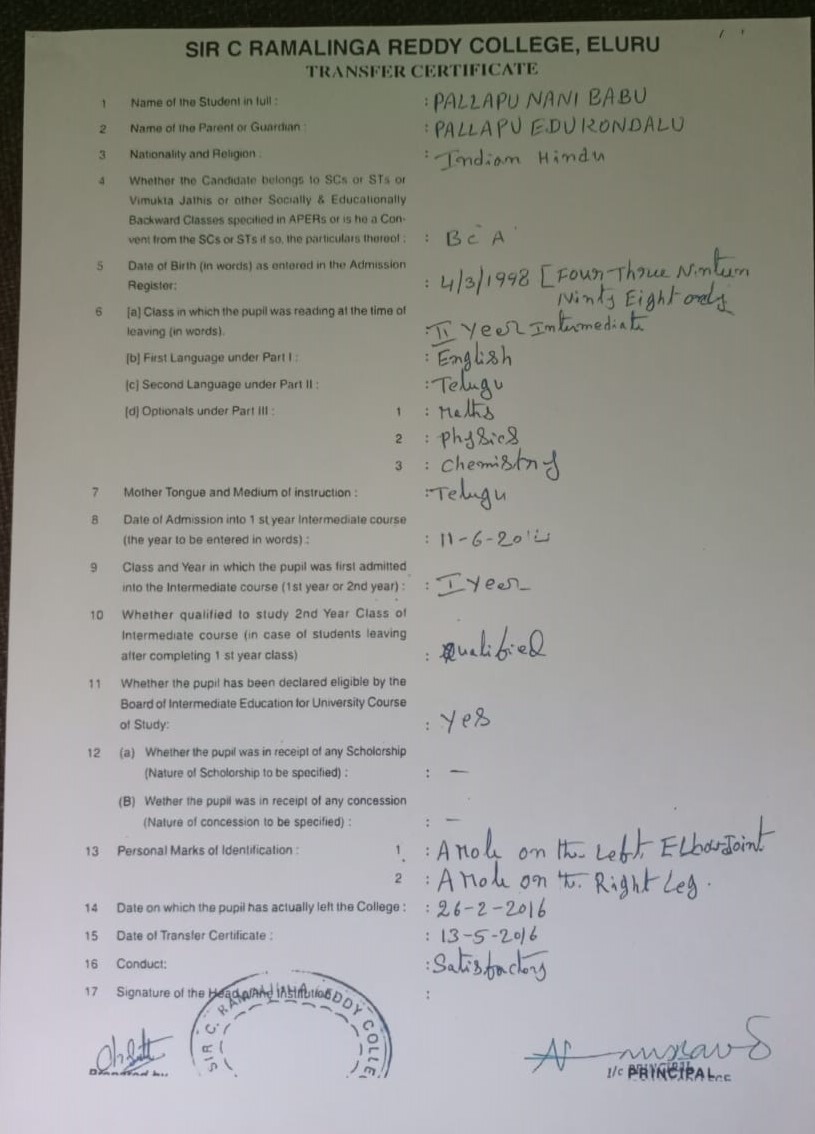 SIR C RAMALINGA REDDY COLLEGE, ELURU
TRANSFER CERTIFICATE
1 Name of the Student in full : : PALLAPU NANI BABU
2 Name of the Parent or Guardian : : PALLAPU EDUKONDALU
3 Nationality and Religion : : Indian Hindu
4 Whether the Candidate belongs to SCs or STs or
Vimukta Jathis or other Socially & Educationally
Backward Classes specified in APERs or is he a Con-
vent from the SCs or STs if so, the particulars thereof : : BC A
5 Date of Birth (in words) as entered in the Admission
Register: : 4/3/1998 [Four Three Ninteen
Ninty Eight only
6 [a] Class in which the pupil was reading at the time of
leaving (in words). : II Year Intermediate
[b] First Language under Part I : : English
[c] Second Language under Part II : : Telugu
[d] Optionals under Part III : 1 : Maths
2 : Physics
3 : Chemistry
7 Mother Tongue and Medium of instruction : : Telugu
8 Date of Admission into 1 st year Intermediate course
(the year to be entered in words) : : 11-6-20
9 Class and Year in which the pupil was first admitted
into the Intermediate course (1st year or 2nd year) : : I Year
10 Whether qualified to study 2nd Year Class of
Intermediate course (in case of students leaving
after completing 1 st year class) : Qualified
11 Whether the pupil has been declared eligible by the
Board of Intermediate Education for University Course
of Study: : Yes
12 (a) Whether the pupil was in receipt of any Scholorship
(Nature of Scholorship to be specified) : : —
(B) Wether the pupil was in receipt of any concession
(Nature of concession to be specified) : : —
13 Personal Marks of Identification : 1 : A Mole on the Left Elbow Joint
2 : A Mole on the Right Leg.
14 Date on which the pupil has actually left the College : : 26-2-2016
15 Date of Transfer Certificate : : 13-5-2016
16 Conduct: : Satisfactory
17 Signature of the Head of the Institution :
SIR C. RAMALINGA REDDY COLLE
I/c PRINCIPAL